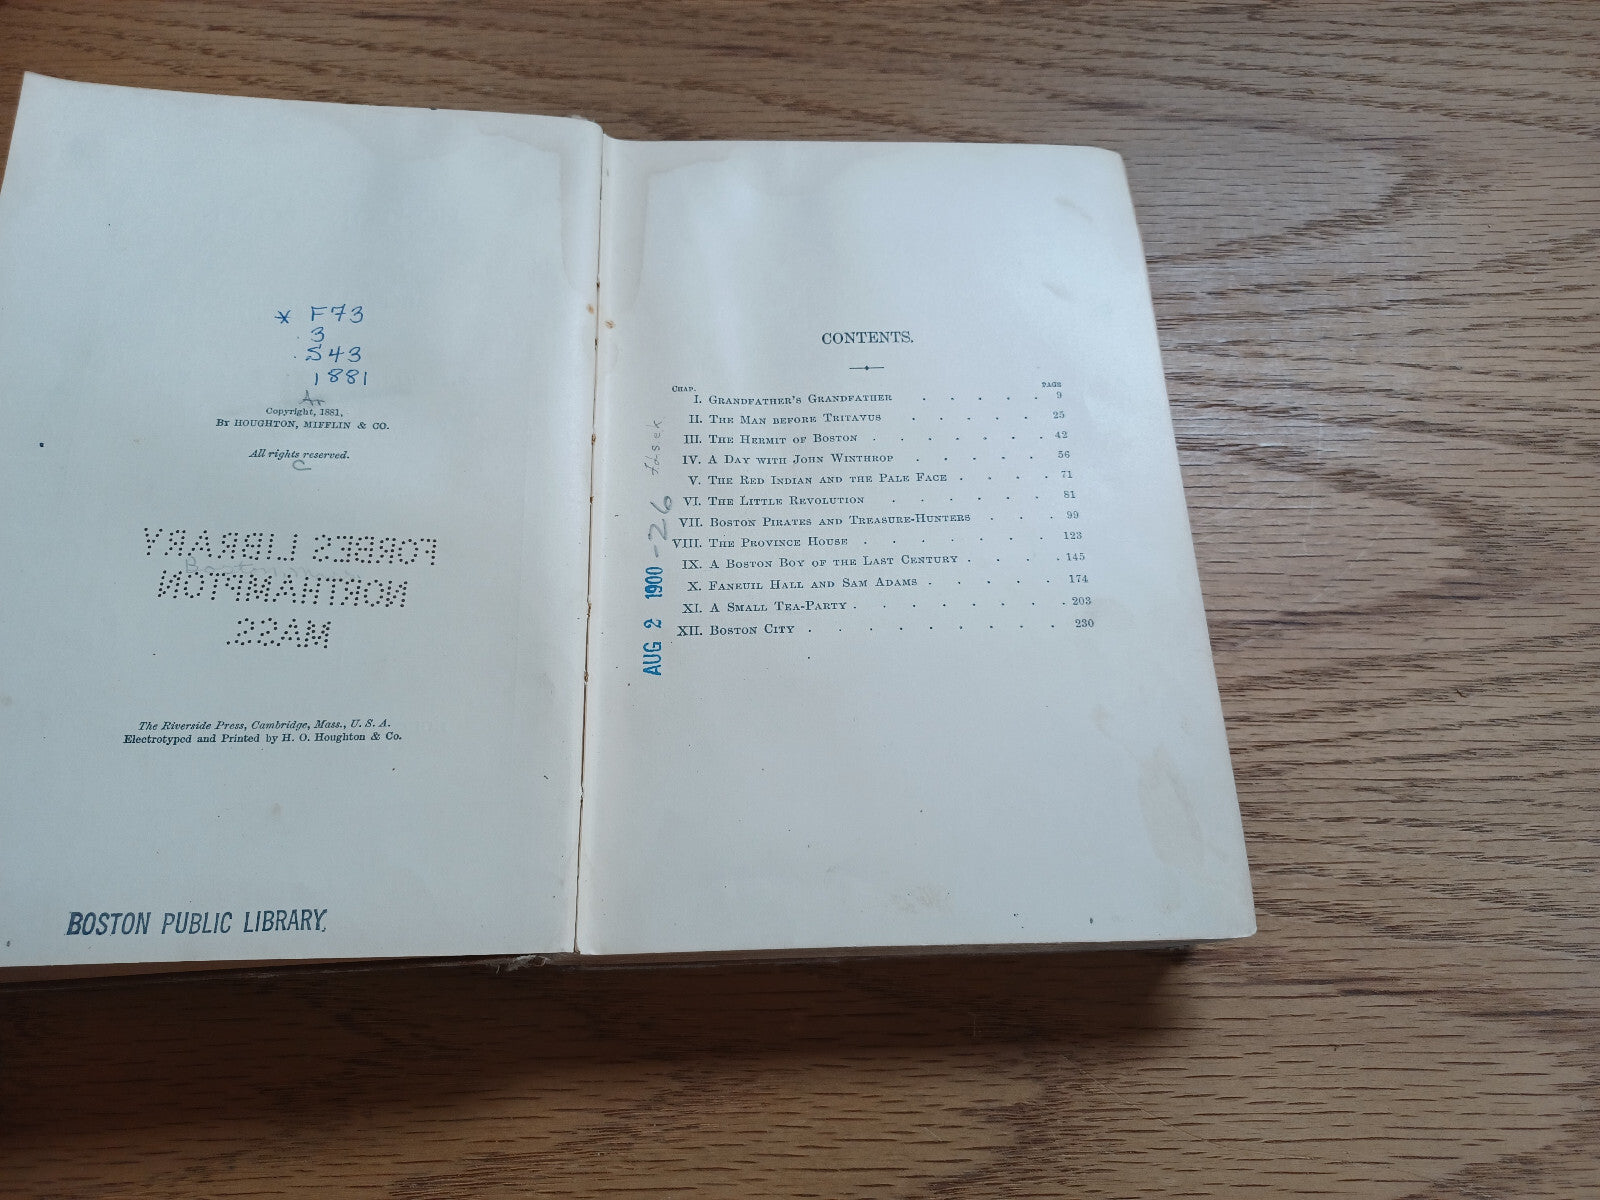 * F73
3
S43
1881
Ar
Copyright, 1881,
By HOUGHTON, MIFFLIN & CO.
All rights reserved.
C
FORBES LIBRARY
NORTHAMPTON
MASS.
The Riverside Press, Cambridge, Mass., U. S. A.
Electrotyped and Printed by H. O. Houghton & Co.
BOSTON PUBLIC LIBRARY.
AUG 2 1900 -26
CONTENTS.
Chap. PAGE
I. Grandfather's Grandfather . . . . . 9
II. The Man before Tritavus . . . . . 25
III. The Hermit of Boston . . . . . . . 42
IV. A Day with John Winthrop . . . . . 56
V. The Red Indian and the Pale Face . . . . 71
VI. The Little Revolution . . . . . 81
VII. Boston Pirates and Treasure-Hunters . . . 99
VIII. The Province House . . . . . . . 123
IX. A Boston Boy of the Last Century . . . . 145
X. Faneuil Hall and Sam Adams . . . . . 174
XI. A Small Tea-Party . . . . . . . . 203
XII. Boston City . . . . . . . . . 230